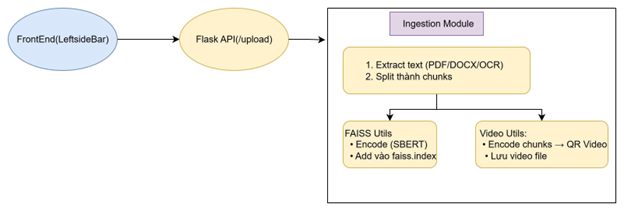 FrontEnd(LeftsideBar)
Flask API(/upload)
Ingestion Module
1. Extract text (PDF/DOCX/OCR)
2. Split thành chunks
FAISS Utils
• Encode (SBERT)
• Add vào faiss.index
Video Utils:
• Encode chunks → QR Video
• Lưu video file